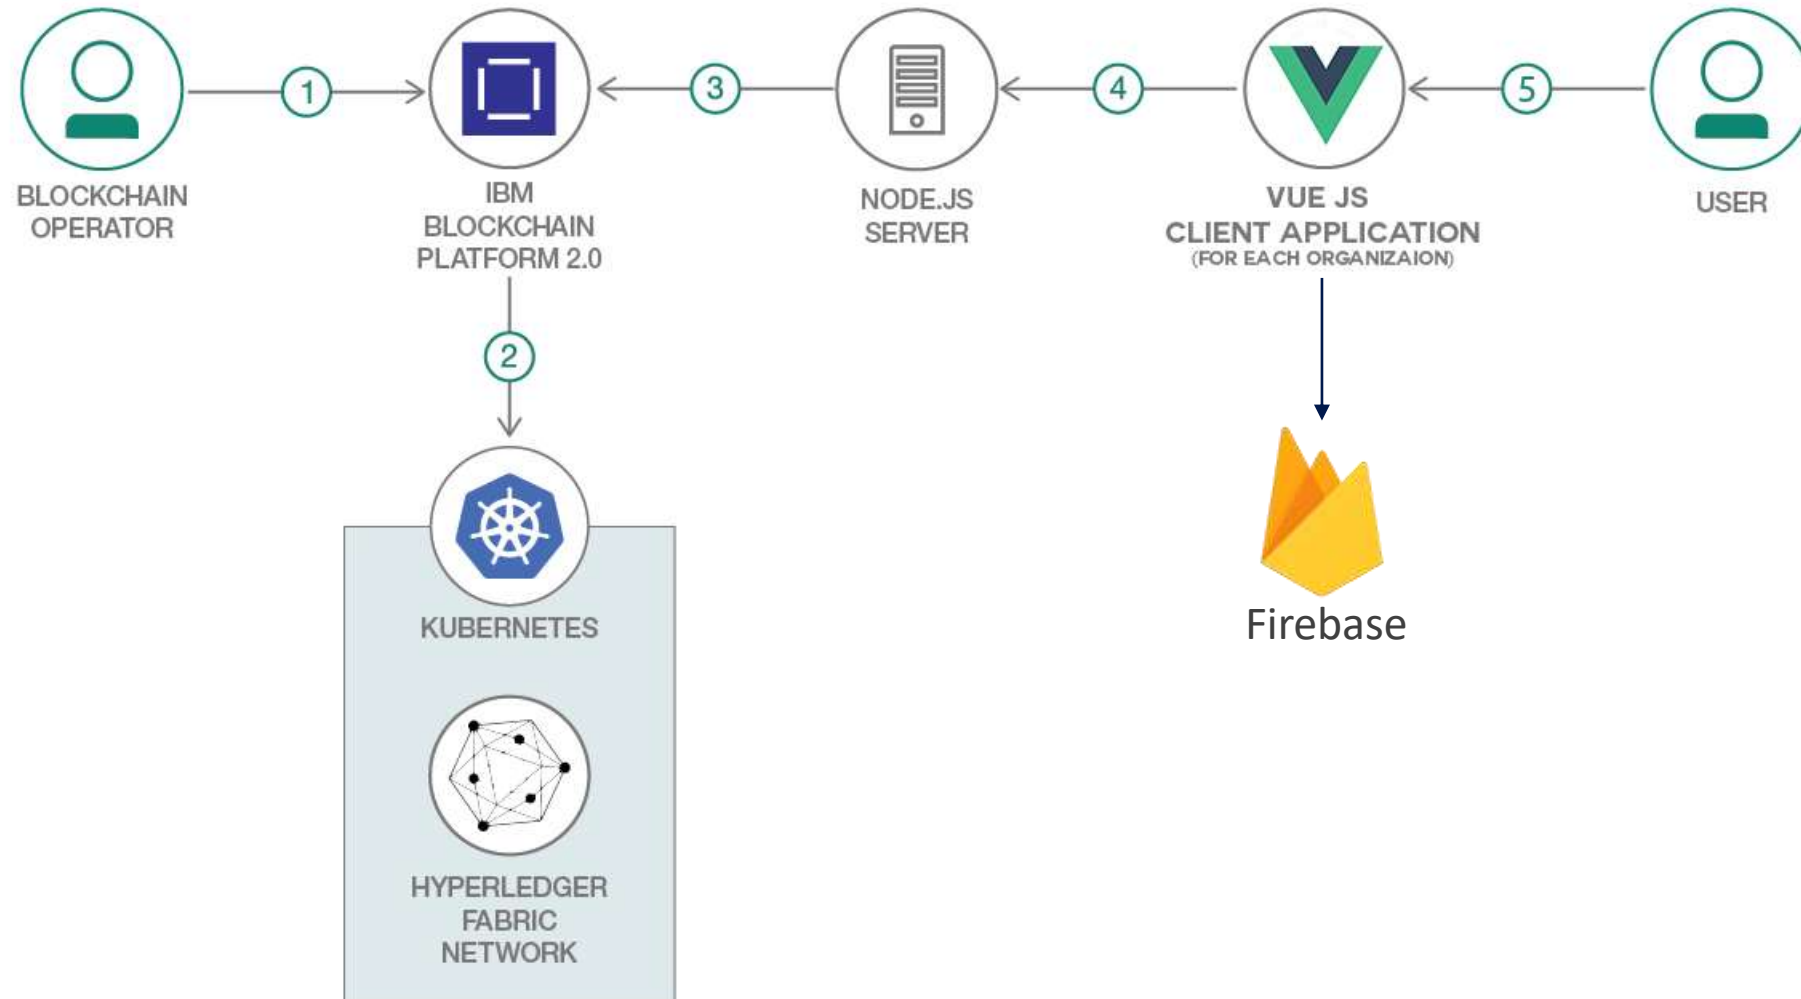 1
3
4
5
BLOCKCHAIN
OPERATOR
IBM
BLOCKCHAIN
PLATFORM 2.0
NODE.JS
SERVER
VUE JS
CLIENT APPLICATION
(FOR EACH ORGANIZAION)
USER
2
KUBERNETES
Firebase
HYPERLEDGER
FABRIC
NETWORK